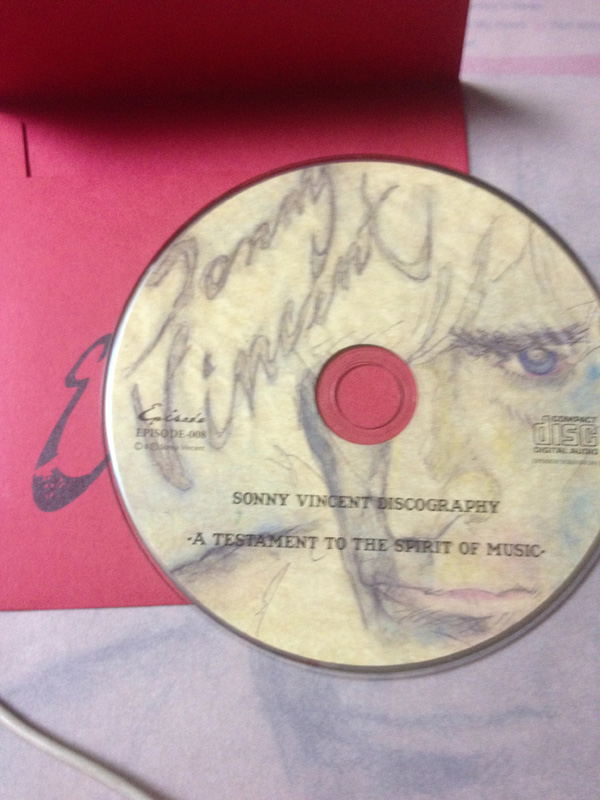 Sonny
Vincent
Episode
EPISODE-008
COMPACT
disc
DIGITAL AUDIO
SONNY VINCENT DISCOGRAPHY
-A TESTAMENT TO THE SPIRIT OF MUSIC-